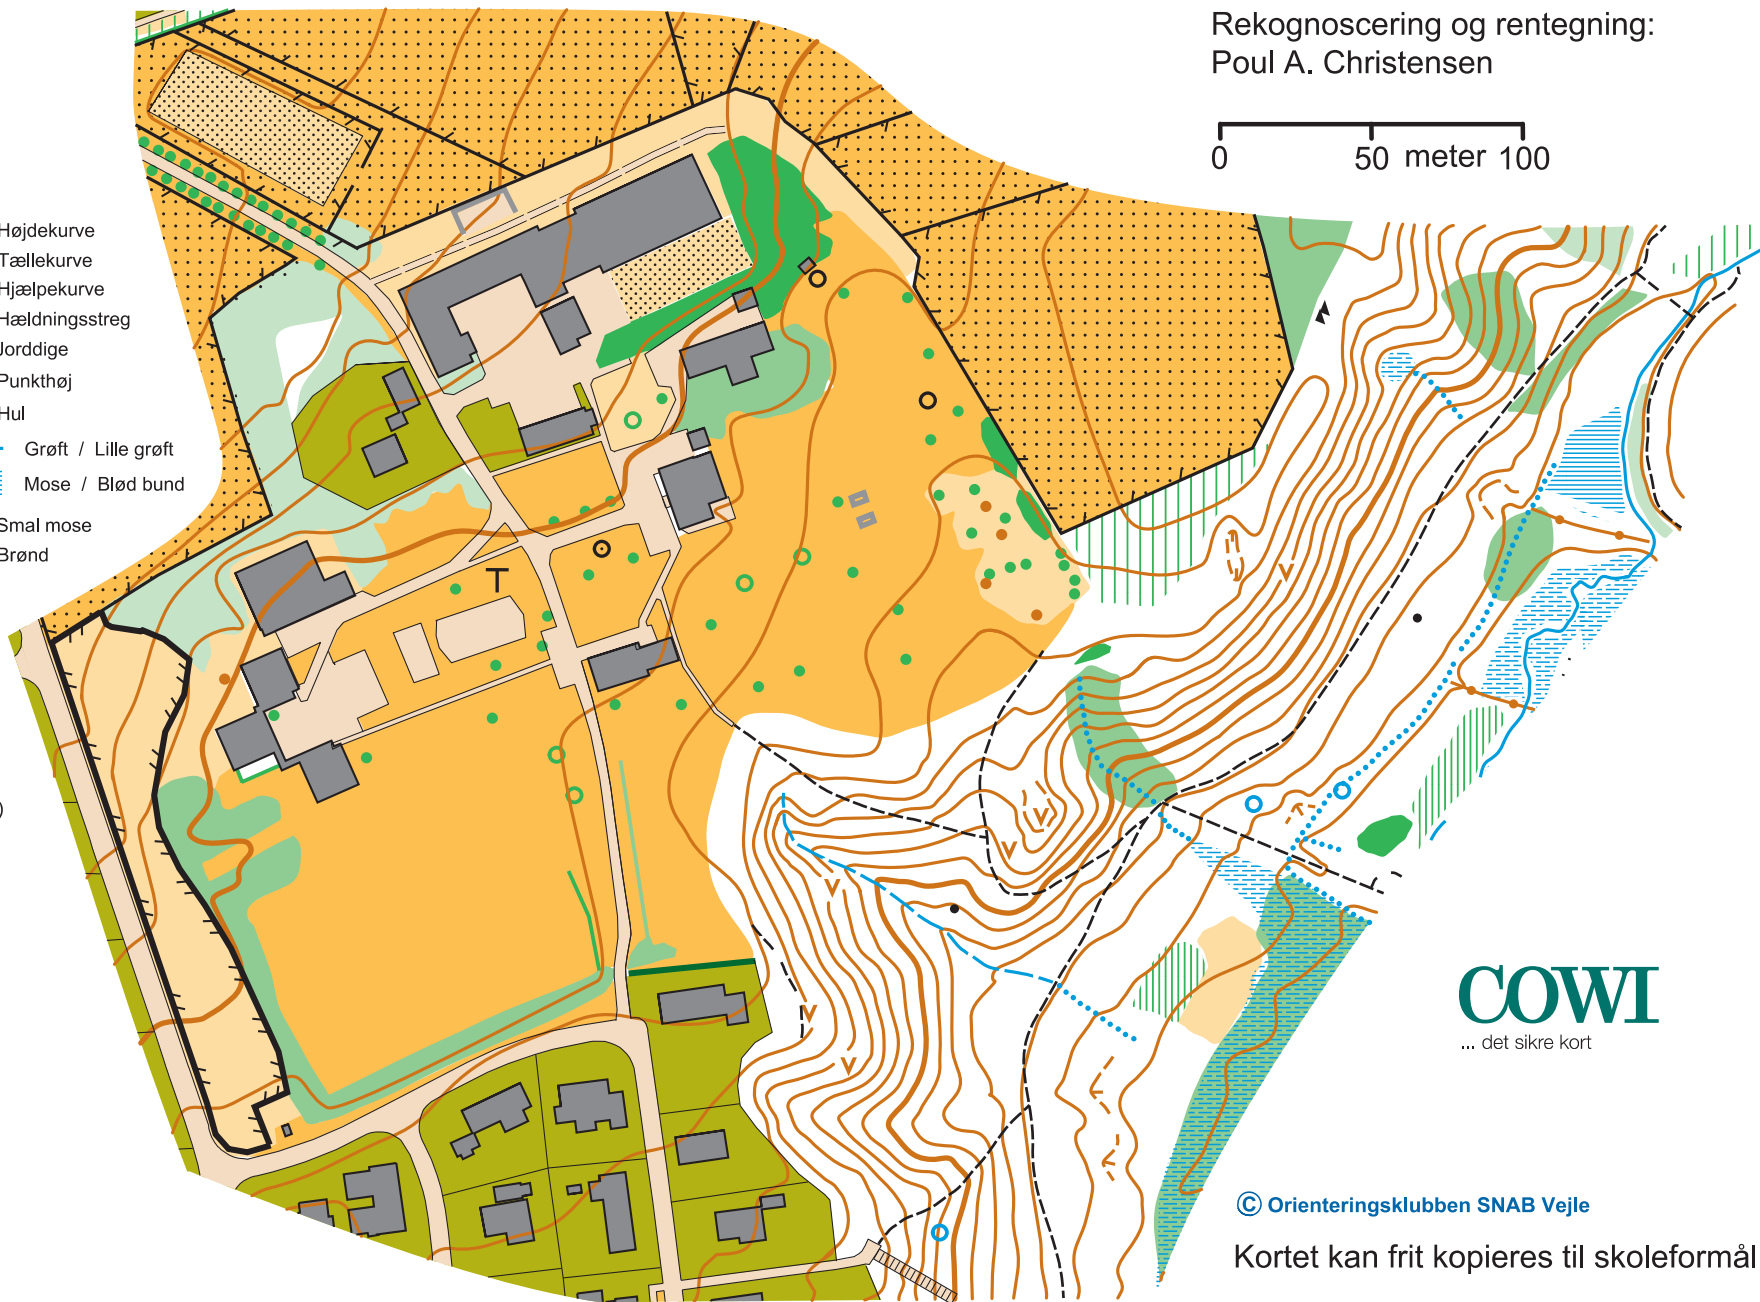 Rekognoscering og rentegning:
Poul A. Christensen
0 50 meter 100
Højdekurve
Tællekurve
Hjælpekurve
Hældningsstreg
Jorddige
Punkthøj
Hul
Grøft / Lille grøft
Mose / Blød bund
Smal mose
Brønd
)
T
COWI
... det sikre kort
© Orienteringsklubben SNAB Vejle
Kortet kan frit kopieres til skoleformål